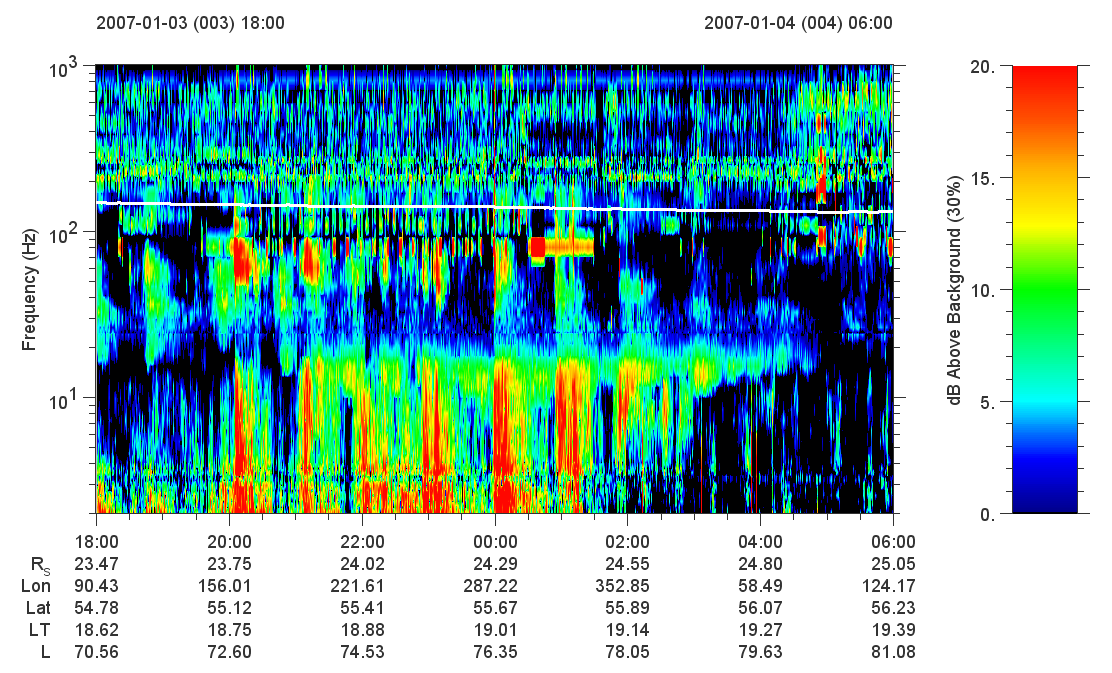 2007-01-03 (003) 18:00 2007-01-04 (004) 06:00
10³
10²
10¹
Frequency (Hz)
20.
15.
10.
5.
0.
dB Above Background (30%)
18:00 20:00 22:00 00:00 02:00 04:00 06:00
R_S 23.47 23.75 24.02 24.29 24.55 24.80 25.05
Lon 90.43 156.01 221.61 287.22 352.85 58.49 124.17
Lat 54.78 55.12 55.41 55.67 55.89 56.07 56.23
LT 18.62 18.75 18.88 19.01 19.14 19.27 19.39
L 70.56 72.60 74.53 76.35 78.05 79.63 81.08